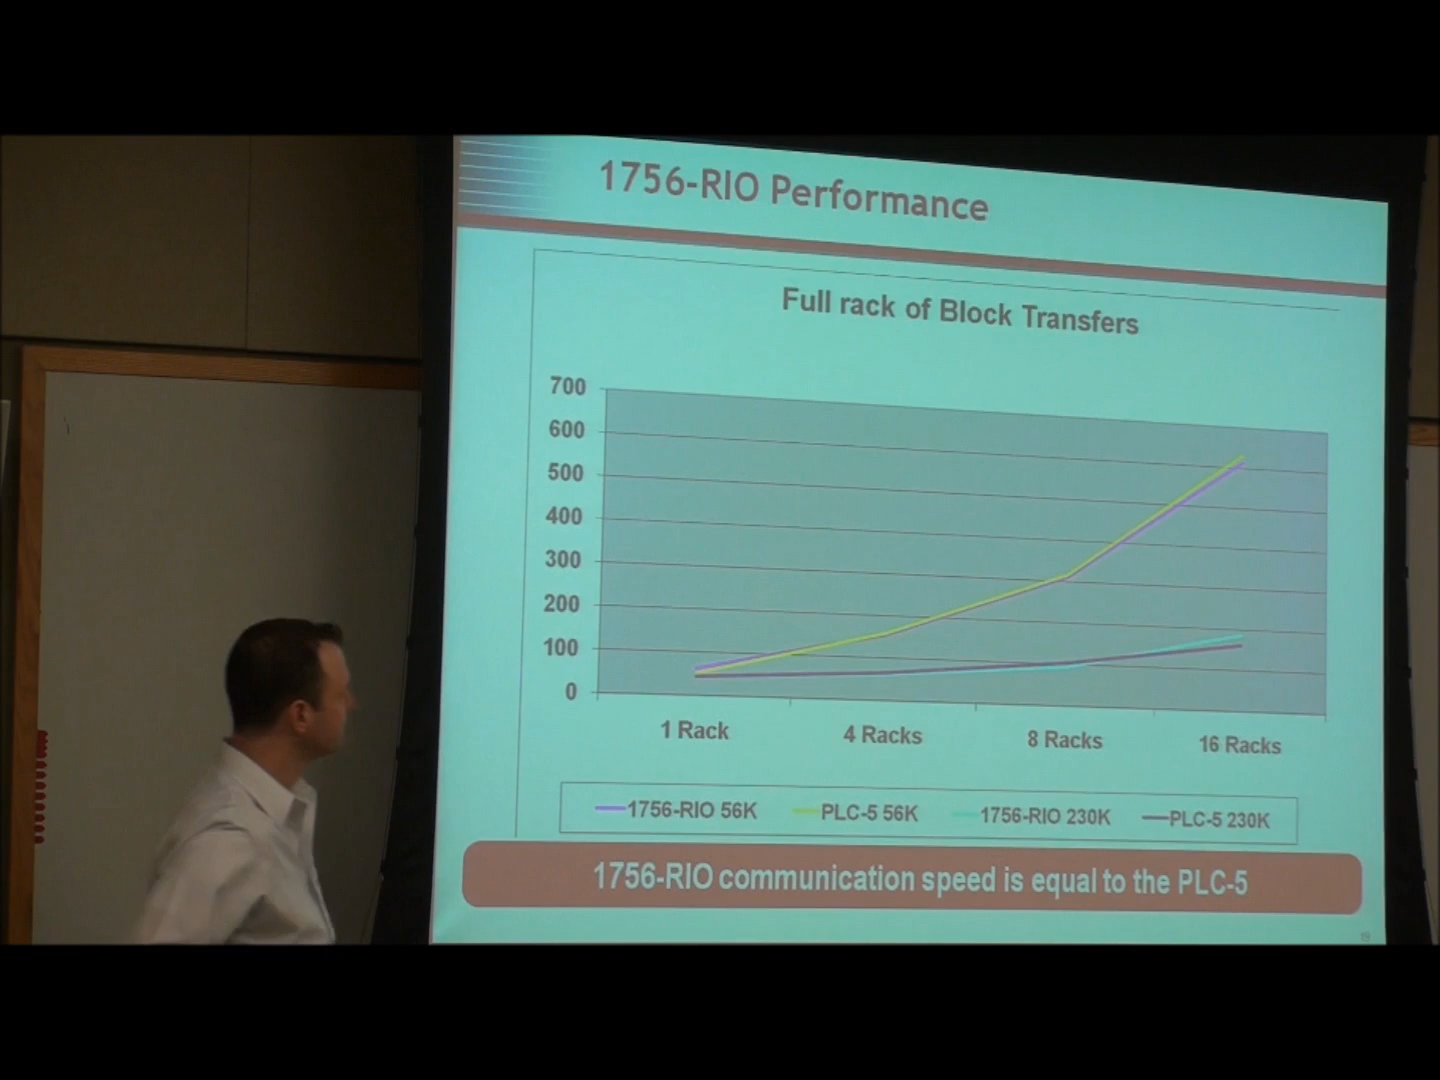 1756-RIO Performance
Full rack of Block Transfers
700
600
500
400
300
200
100
0
1 Rack 4 Racks 8 Racks 16 Racks
1756-RIO 56K PLC-5 56K 1756-RIO 230K PLC-5 230K
1756-RIO communication speed is equal to the PLC-5